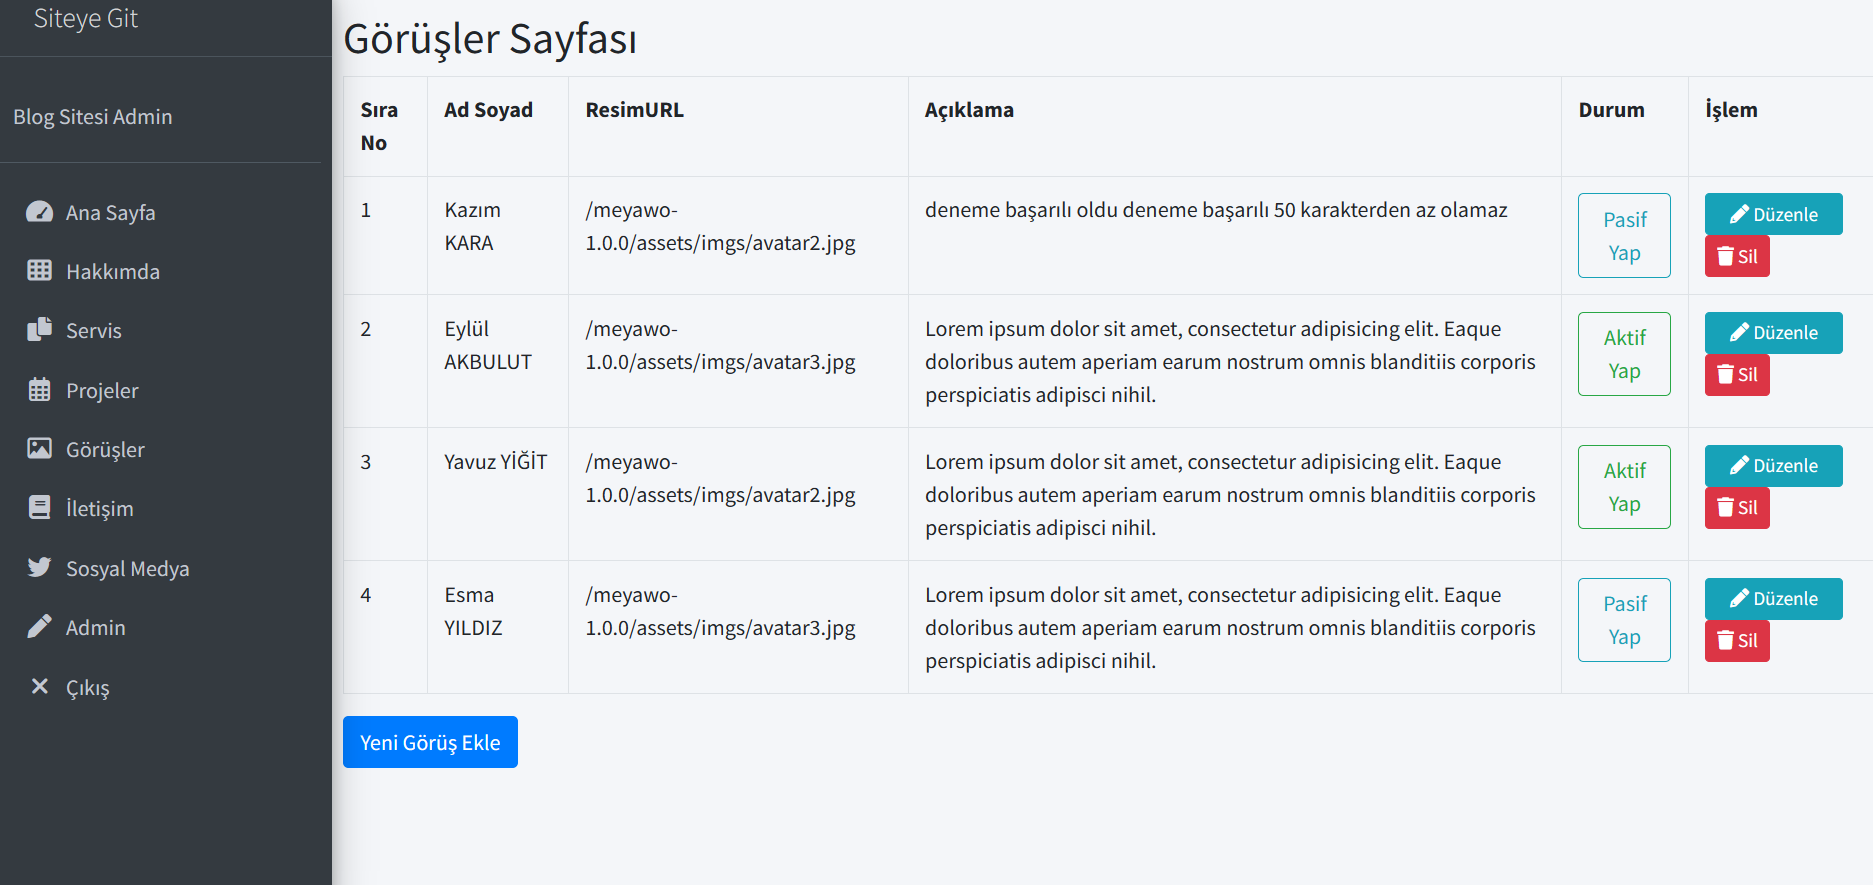 Siteye Git
Blog Sitesi Admin
Ana Sayfa
Hakkımda
Servis
Projeler
Görüşler
İletişim
Sosyal Medya
Admin
Çıkış
Görüşler Sayfası
Sıra No
Ad Soyad
ResimURL
Açıklama
Durum
İşlem
1
Kazım
KARA
/meyawo-
1.0.0/assets/imgs/avatar2.jpg
deneme başarılı oldu deneme başarılı 50 karakterden az olamaz
Pasif
Yap
Düzenle
Sil
2
Eylül
AKBULUT
/meyawo-
1.0.0/assets/imgs/avatar3.jpg
Lorem ipsum dolor sit amet, consectetur adipisicing elit. Eaque
doloribus autem aperiam earum nostrum omnis blanditiis corporis
perspiciatis adipisci nihil.
Aktif
Yap
Düzenle
Sil
3
Yavuz YİĞİT
/meyawo-
1.0.0/assets/imgs/avatar2.jpg
Lorem ipsum dolor sit amet, consectetur adipisicing elit. Eaque
doloribus autem aperiam earum nostrum omnis blanditiis corporis
perspiciatis adipisci nihil.
Aktif
Yap
Düzenle
Sil
4
Esma
YILDIZ
/meyawo-
1.0.0/assets/imgs/avatar3.jpg
Lorem ipsum dolor sit amet, consectetur adipisicing elit. Eaque
doloribus autem aperiam earum nostrum omnis blanditiis corporis
perspiciatis adipisci nihil.
Pasif
Yap
Düzenle
Sil
Yeni Görüş Ekle